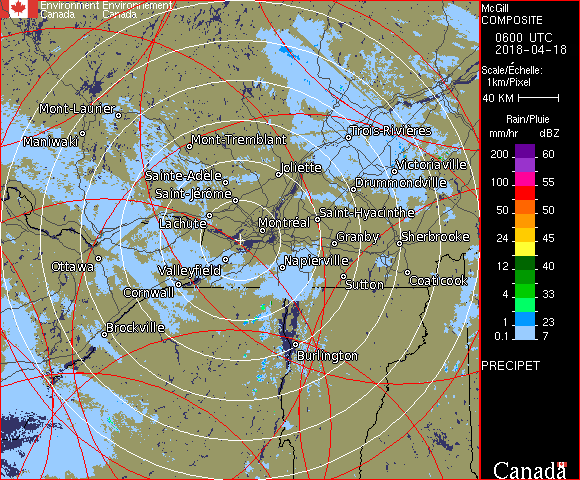 Environment Environnement
Canada Canada
Mont-Laurier
Maniwaki
Mont-Tremblant
Trois-Rivières
Joliette
Victoriaville
Sainte-Adèle
Drummondville
Saint-Jérôme
Saint-Hyacinthe
Lachute
Montréal
Granby
Sherbrooke
Ottawa
Valleyfield
Napierville
Sutton
Coaticook
Cornwall
Brockville
Burlington
McGill
COMPOSITE
0600 UTC
2018-04-18
Scale/Échelle:
1km/Pixel
40 KM
Rain/Pluie
mm/hr dBZ
200 60
55
100 55
50 50
24 45
12 40
4 33
1 23
0.1 7
PRECIPET
Canada